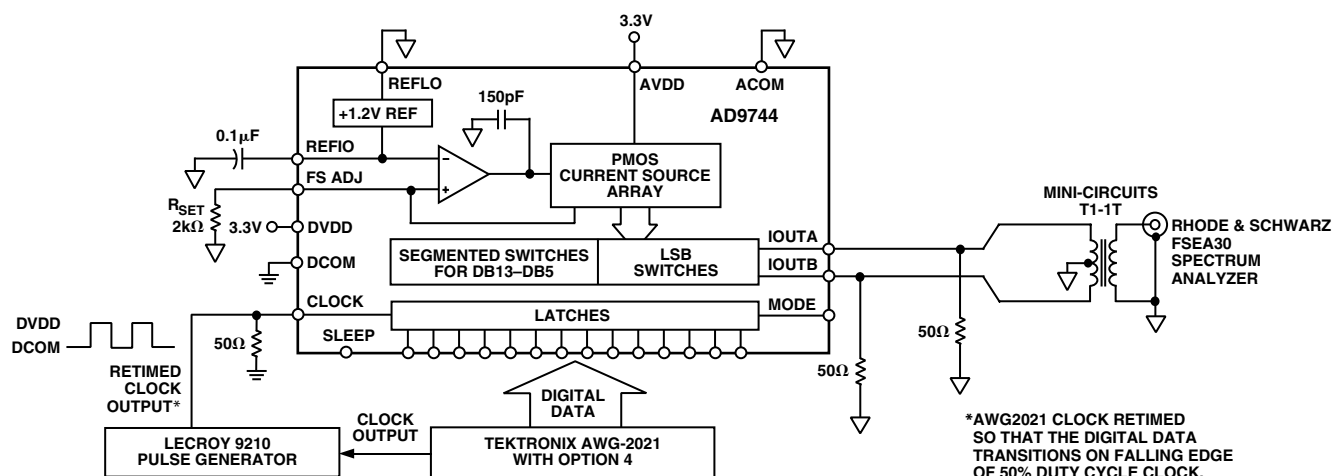 3.3V
REFLO
AVDD
ACOM
150pF
+1.2V REF
AD9744
0.1µF
REFIO
PMOS
CURRENT SOURCE
ARRAY
FS ADJ
RSET
2kΩ
3.3V
DVDD
DCOM
SEGMENTED SWITCHES
FOR DB13–DB5
LSB
SWITCHES
IOUTA
IOUTB
MINI-CIRCUITS
T1-1T
RHODE & SCHWARZ
FSEA30
SPECTRUM
ANALYZER
CLOCK
LATCHES
MODE
DVDD
DCOM
50Ω
SLEEP
50Ω
50Ω
RETIMED
CLOCK
OUTPUT*
DIGITAL
DATA
CLOCK
OUTPUT
LECROY 9210
PULSE GENERATOR
TEKTRONIX AWG-2021
WITH OPTION 4
*AWG2021 CLOCK RETIMED
SO THAT THE DIGITAL DATA
TRANSITIONS ON FALLING EDGE
OF 50% DUTY CYCLE CLOCK.